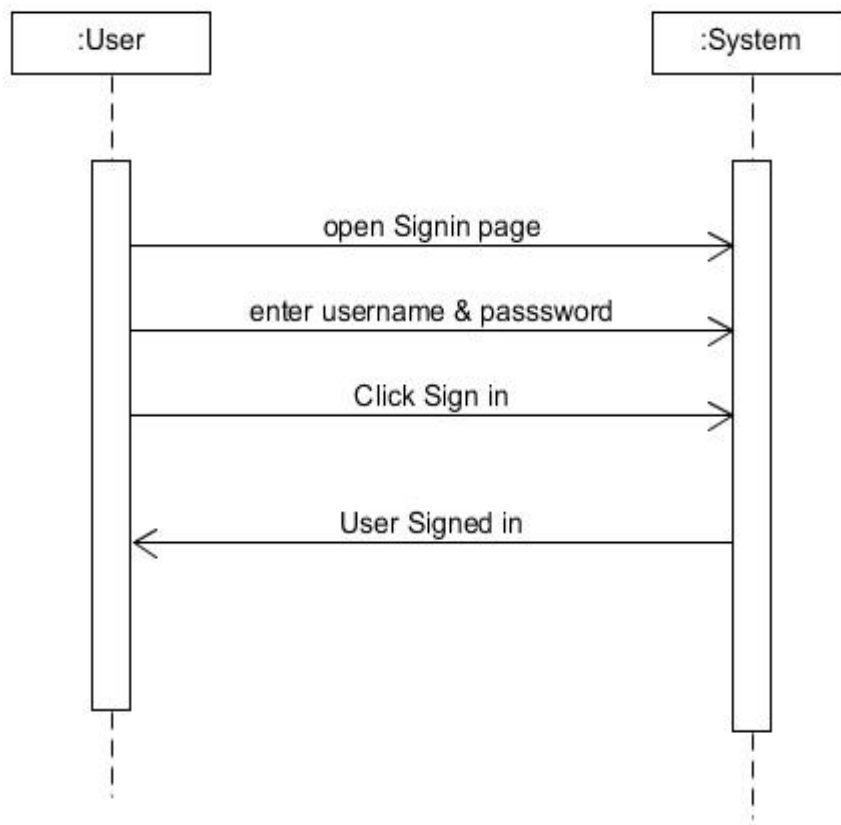 :User
:System
open Signin page
enter username & passsword
Click Sign in
User Signed in